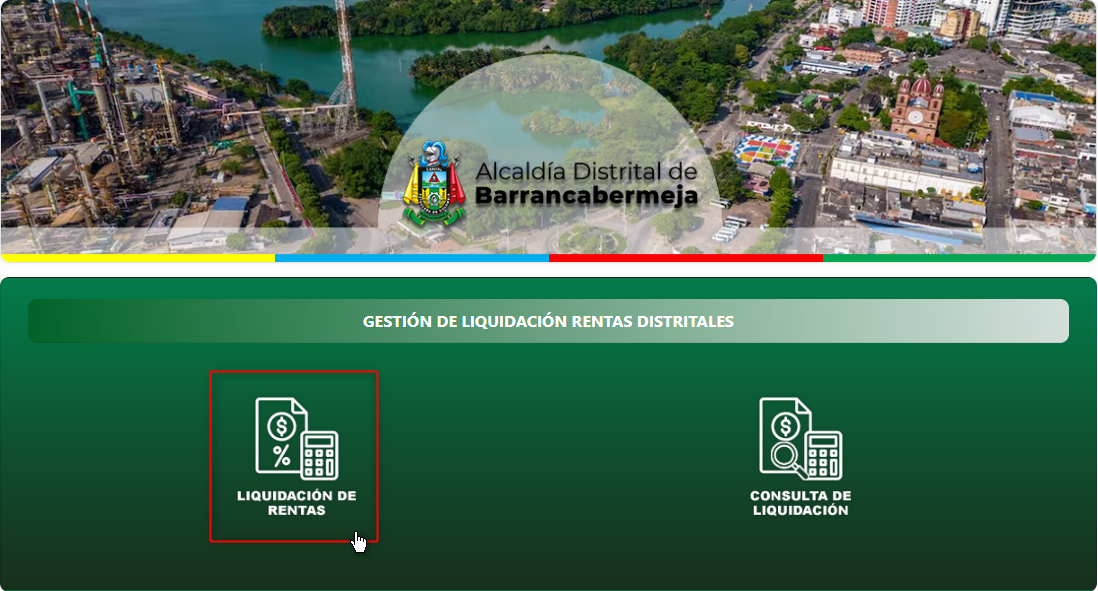 Alcaldía Distrital de
Barrancabermeja
GESTIÓN DE LIQUIDACIÓN RENTAS DISTRITALES
LIQUIDACIÓN DE
RENTAS
CONSULTA DE
LIQUIDACIÓN